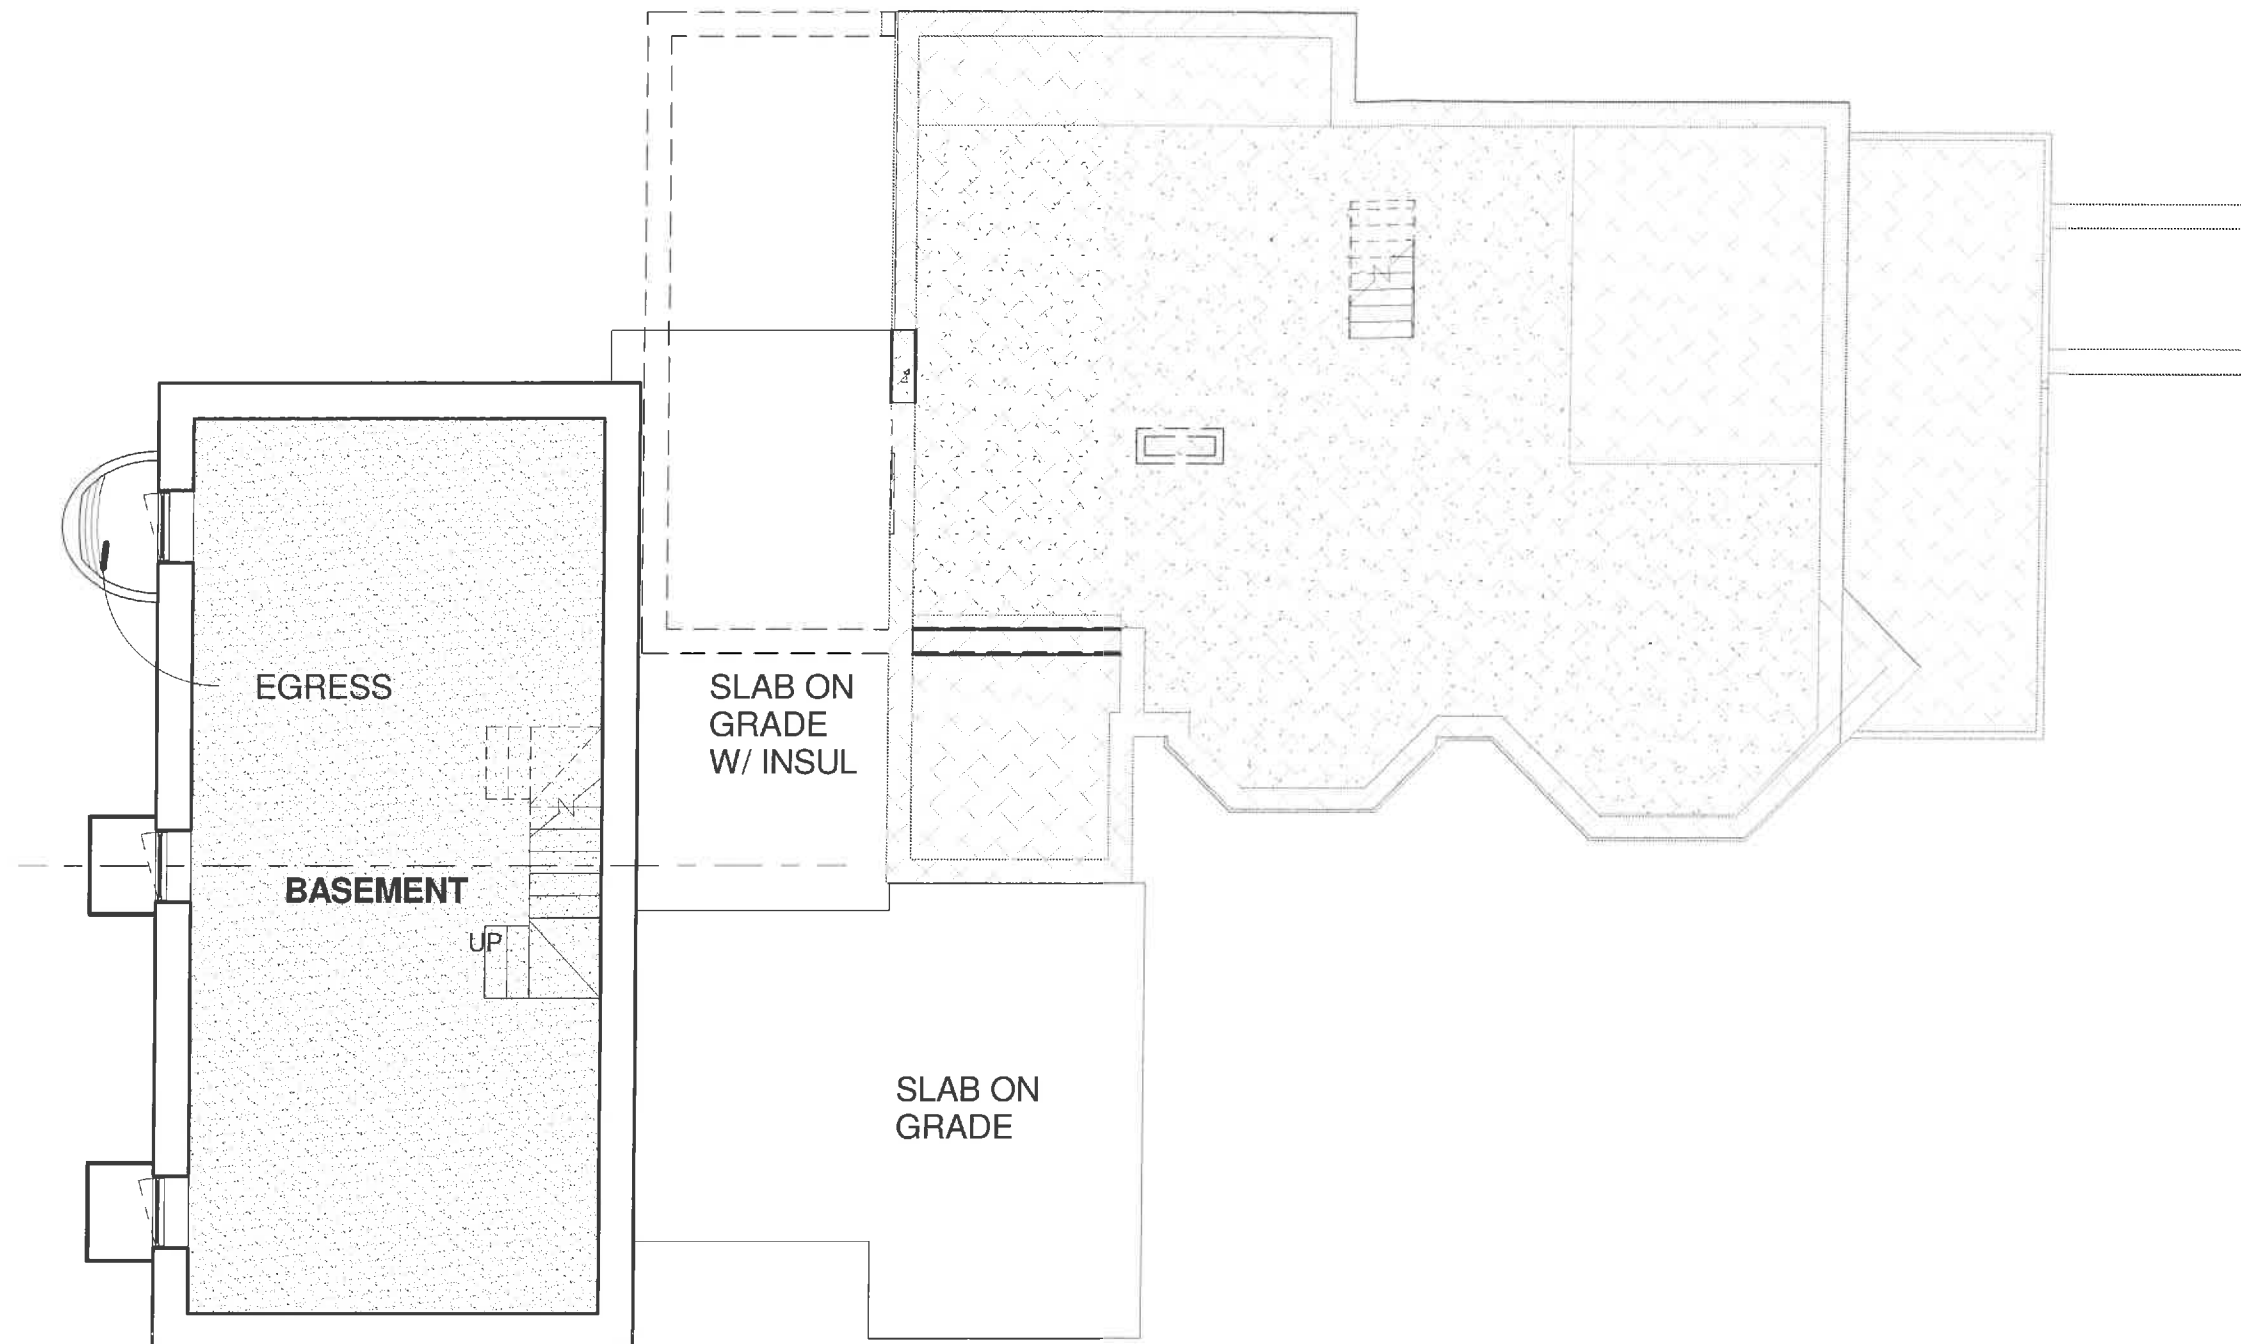 EGRESS
SLAB ON
GRADE
W/ INSUL
BASEMENT
UP
SLAB ON
GRADE